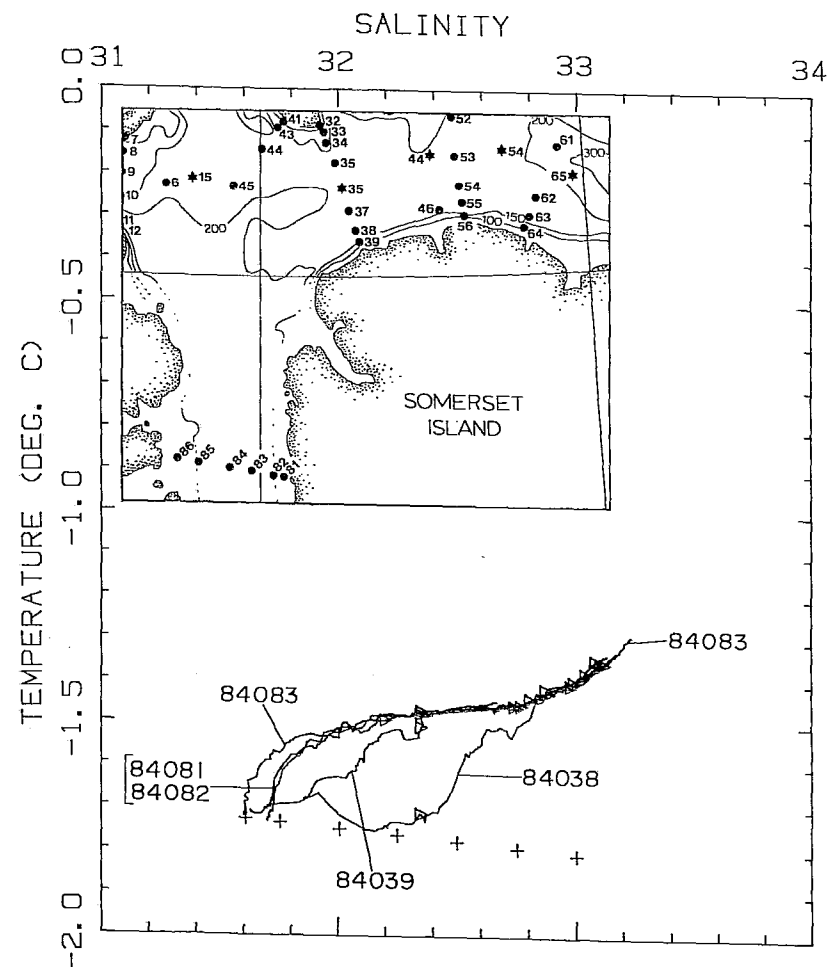 SALINITY
31 32 33 34
0.0
-0.5
-1.0
-1.5
-2.0
TEMPERATURE (DEG. C)
7 8 9 10 11 12
6 15 45 44 43 41
32 33 34 35 35 37 38 39
200
44 52 53 54 55 56 46
54 61 65 62 63 64
200 300 100 150
SOMERSET
ISLAND
86 85 84 83 82 81
84083
84083
84081
84082
84038
84039